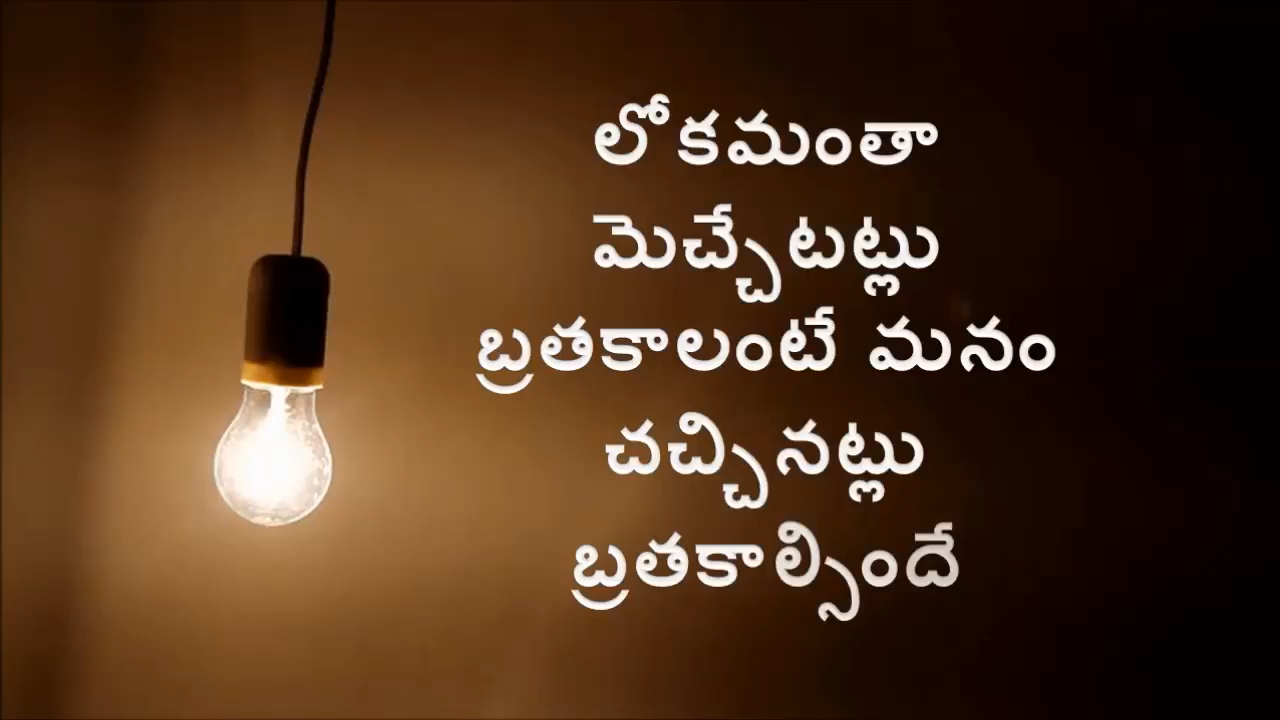 లోకమంతా
మెచ్చేటట్లు
బ్రతకాలంటే మనం
చచ్చినట్లు
బ్రతకాల్సిందే